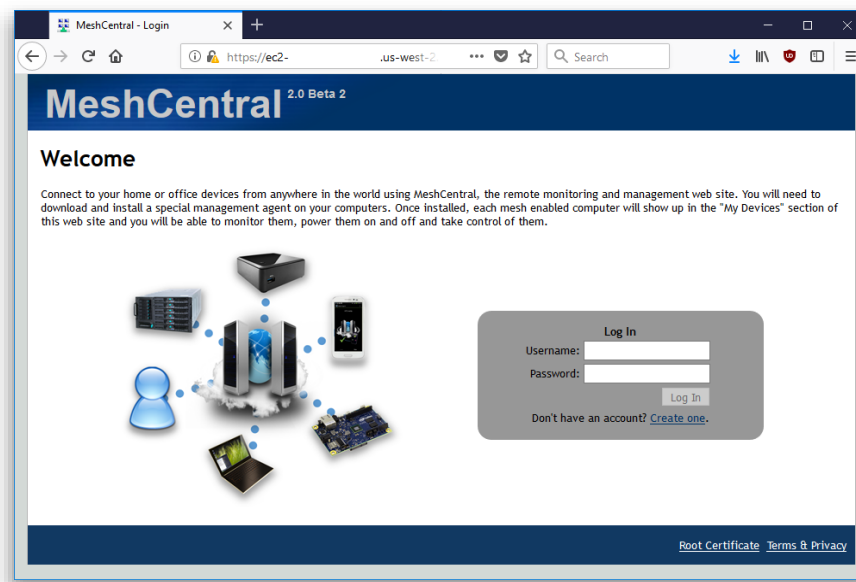 MeshCentral - Login
https://ec2- .us-west-2
Search
MeshCentral 2.0 Beta 2
Welcome
Connect to your home or office devices from anywhere in the world using MeshCentral, the remote monitoring and management web site. You will need to
download and install a special management agent on your computers. Once installed, each mesh enabled computer will show up in the "My Devices" section of
this web site and you will be able to monitor them, power them on and off and take control of them.
Log In
Username:
Password:
Log In
Don't have an account? Create one.
Root Certificate Terms & Privacy